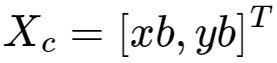 X_c = [xb, yb]^T